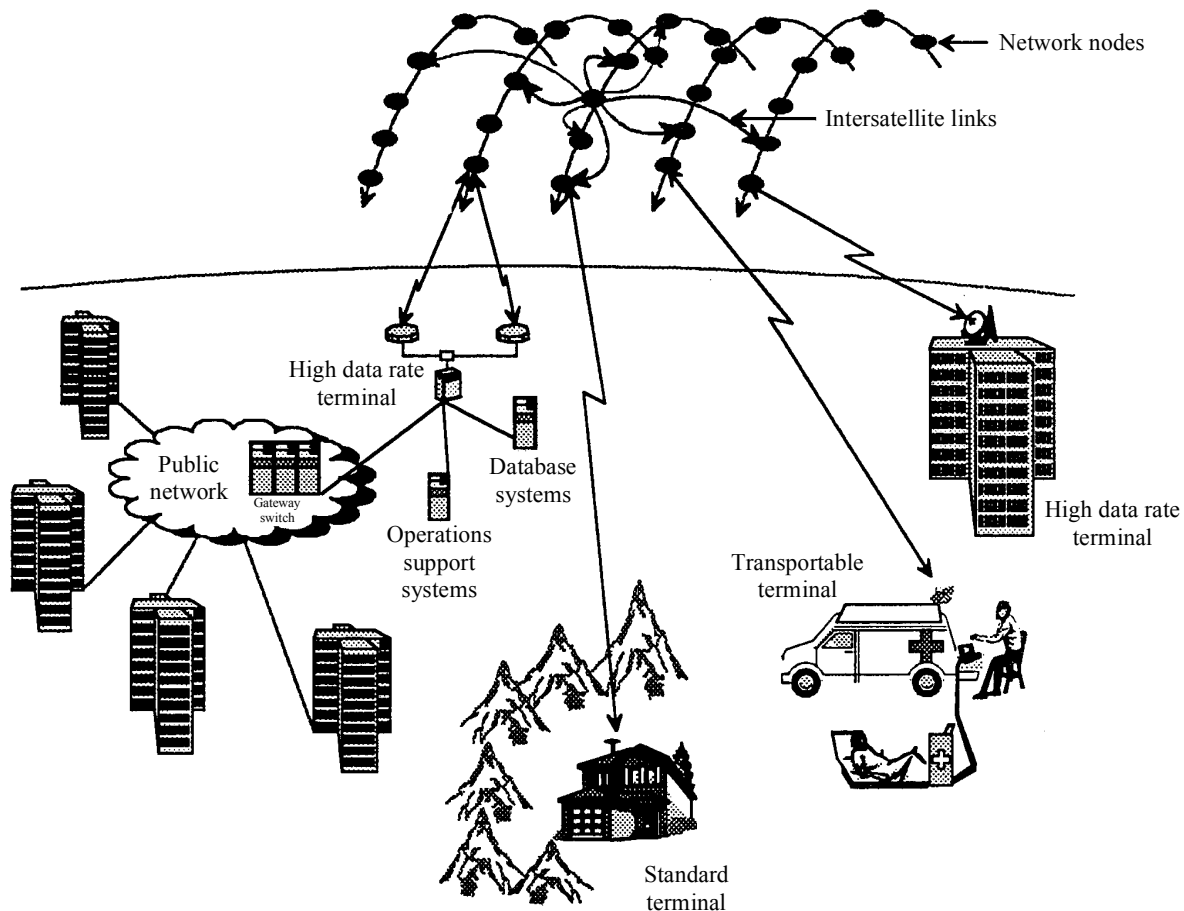 Network nodes
Intersatellite links
High data rate
terminal
Public
network
Gateway
switch
Database
systems
Operations
support
systems
High data rate
terminal
Transportable
terminal
Standard
terminal